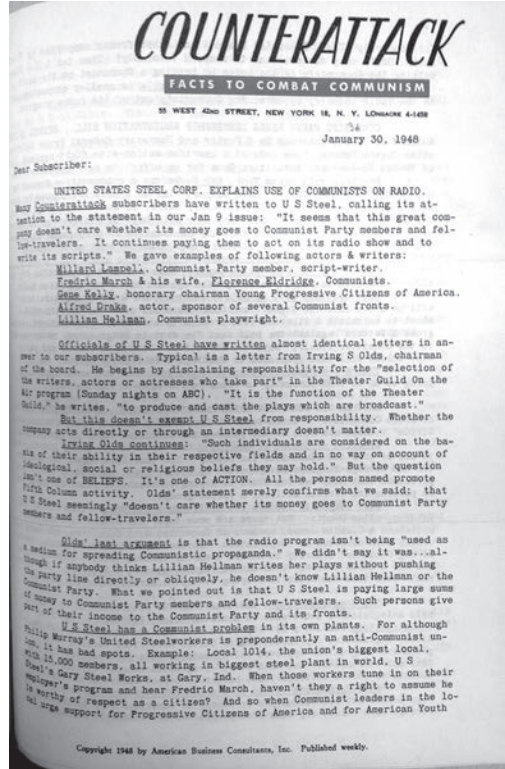 COUNTERATTACK
FACTS TO COMBAT COMMUNISM
55 WEST 42ND STREET, NEW YORK 18, N. Y. LONGACRE 4-1458
34
January 30, 1948
Dear Subscriber:
UNITED STATES STEEL CORP. EXPLAINS USE OF COMMUNISTS ON RADIO.
Many Counterattack subscribers have written to U S Steel, calling its at-
tention to the statement in our Jan 9 issue: "It seems that this great com-
pany doesn't care whether its money goes to Communist Party members and fel-
low-travelers. It continues paying them to act on its radio show and to
write its scripts." We gave examples of following actors & writers:
Millard Lampell, Communist Party member, script-writer.
Fredric March & his wife, Florence Eldridge, Communists.
Gene Kelly, honorary chairman Young Progressive Citizens of America.
Alfred Drake, actor, sponsor of several Communist fronts.
Lillian Hellman, Communist playwright.
Officials of U S Steel have written almost identical letters in an-
swer to our subscribers. Typical is a letter from Irving S Olds, chairman
of the board. He begins by disclaiming responsibility for the "selection of
the writers, actors or actresses who take part" in the Theater Guild On the
Air program (Sunday nights on ABC). "It is the function of the Theater
Guild," he writes, "to produce and cast the plays which are broadcast."
But this doesn't exempt U S Steel from responsibility. Whether the
company acts directly or through an intermediary doesn't matter.
Irving Olds continues: "Such individuals are considered on the ba-
sis of their ability in their respective fields and in no way on account of
ideological, social or religious beliefs they may hold." But the question
isn't one of BELIEFS. It's one of ACTION. All the persons named promote
Fifth Column activity. Olds' statement merely confirms what we said: that
U S Steel seemingly "doesn't care whether its money goes to Communist Party
members and fellow-travelers."
Olds' last argument is that the radio program isn't being "used as
a medium for spreading Communistic propaganda." We didn't say it was...al-
though if anybody thinks Lillian Hellman writes her plays without pushing
the party line directly or obliquely, he doesn't know Lillian Hellman or the
Communist Party. What we pointed out is that U S Steel is paying large sums
of money to Communist Party members and fellow-travelers. Such persons give
part of their income to the Communist Party and its fronts.
U S Steel has a Communist problem in its own plants. For although
Philip Murray's United Steelworkers is preponderantly an anti-Communist un-
ion, it has bad spots. Example: Local 1014, the union's biggest local,
with 15,000 members, all working in biggest steel plant in world, U S
Steel's Gary Steel Works, at Gary, Ind. When those workers tune in on their
employer's program and hear Fredric March, haven't they a right to assume he
is worthy of respect as a citizen? And so when Communist leaders in the lo-
cal urge support for Progressive Citizens of America and for American Youth
Copyright 1948 by American Business Consultants, Inc. Published weekly.